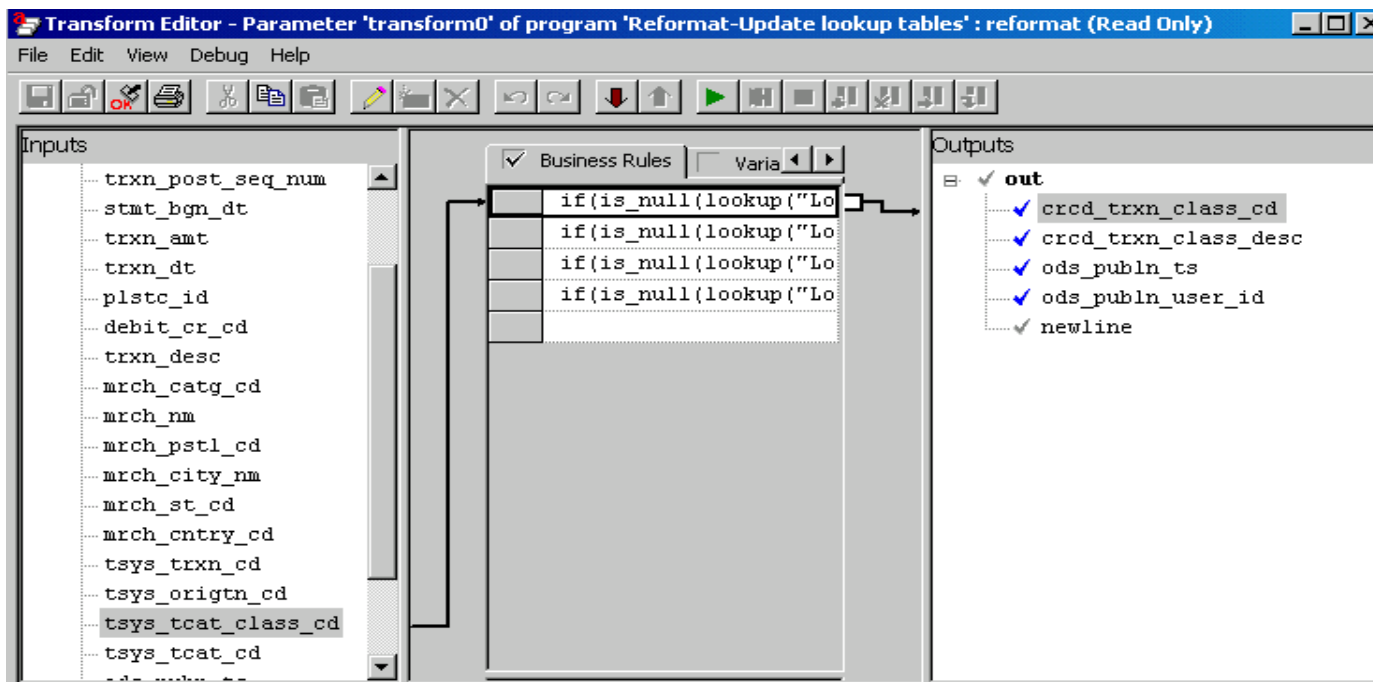 Transform Editor - Parameter 'transform0' of program 'Reformat-Update lookup tables' : reformat (Read Only)
File Edit View Debug Help
OK
Inputs
trxn_post_seq_num
stmt_bgn_dt
trxn_amt
trxn_dt
plstc_id
debit_cr_cd
trxn_desc
mrch_catg_cd
mrch_nm
mrch_pstl_cd
mrch_city_nm
mrch_st_cd
mrch_cntry_cd
tsys_trxn_cd
tsys_origtn_cd
tsys_tcat_class_cd
tsys_tcat_cd
Business Rules Varia
if(is_null(lookup("Lo
if(is_null(lookup("Lo
if(is_null(lookup("Lo
if(is_null(lookup("Lo
Outputs
out
crcd_trxn_class_cd
crcd_trxn_class_desc
ods_publn_ts
ods_publn_user_id
newline